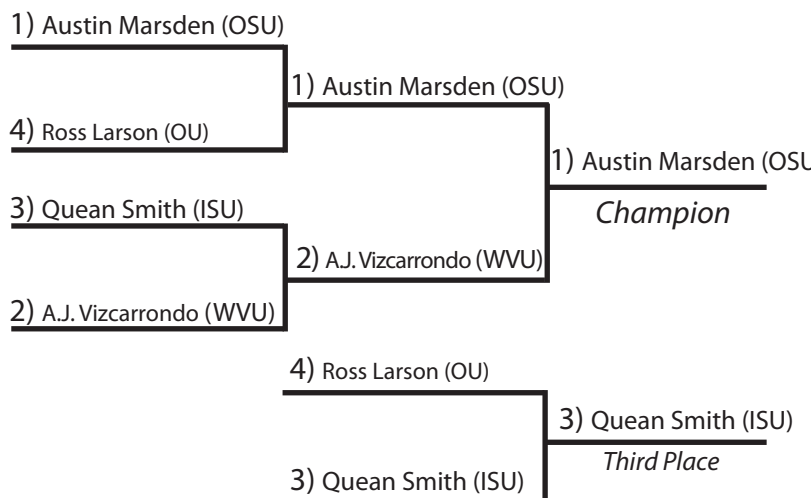 1) Austin Marsden (OSU)
1) Austin Marsden (OSU)
4) Ross Larson (OU)
1) Austin Marsden (OSU
Champion
3) Quean Smith (ISU)
2) A.J. Vizcarrondo (WVU)
2) A.J. Vizcarrondo (WVU)
4) Ross Larson (OU)
3) Quean Smith (ISU)
Third Place
3) Quean Smith (ISU)